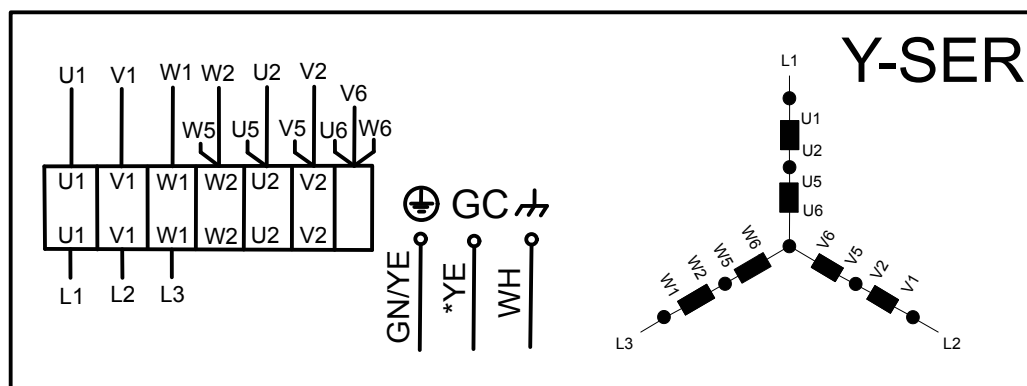 Y-SER
U1 V1 W1 W2 U2 V2 V6
W5 U5 V5 U6 W6
U1 V1 W1 W2 U2 V2
U1 V1 W1 W2 U2 V2
L1 L2 L3
GC
GN/YE *YE WH
L1
U1
U2
U5
U6
W1 W2 W5 W6 V6 V5 V2 V1
L3 L2